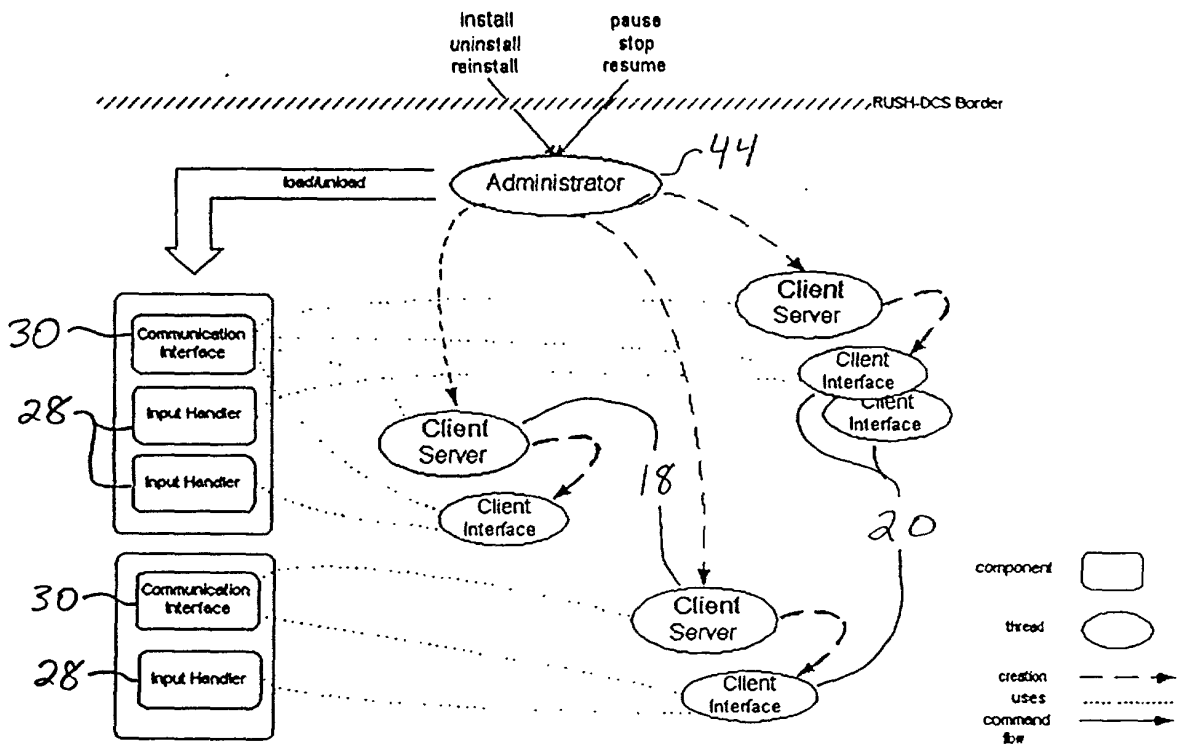 install
uninstall
reinstall
pause
stop
resume
RUSH-DCS Border
44
Administrator
load/unload
Client
Server
30
Communication
Interface
Client
Interface
Client
Interface
28
Input Handler
Client
Server
Input Handler
18
Client
Interface
20
component
30
Communication
Interface
Client
Server
thread
28
Input Handler
Client
Interface
creation
uses
command
flow